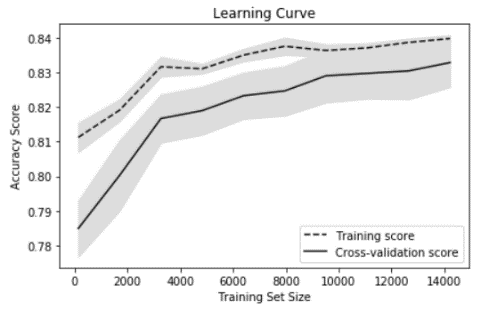 Learning Curve
0.84
0.83
0.82
0.81
0.80
0.79
0.78
Accuracy Score
0 2000 4000 6000 8000 10000 12000 14000
Training Set Size
Training score
Cross-validation score